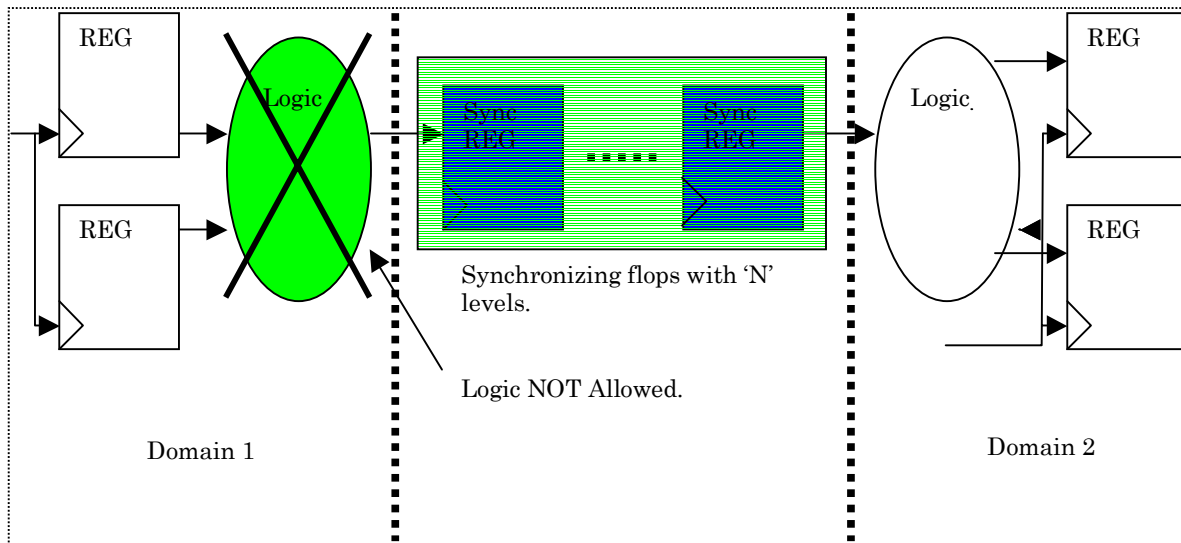 REG
Logic
Sync
REG
Sync
REG
Logic.
REG
REG
REG
Synchronizing flops with ‘N’
levels.
Logic NOT Allowed.
Domain 1
Domain 2